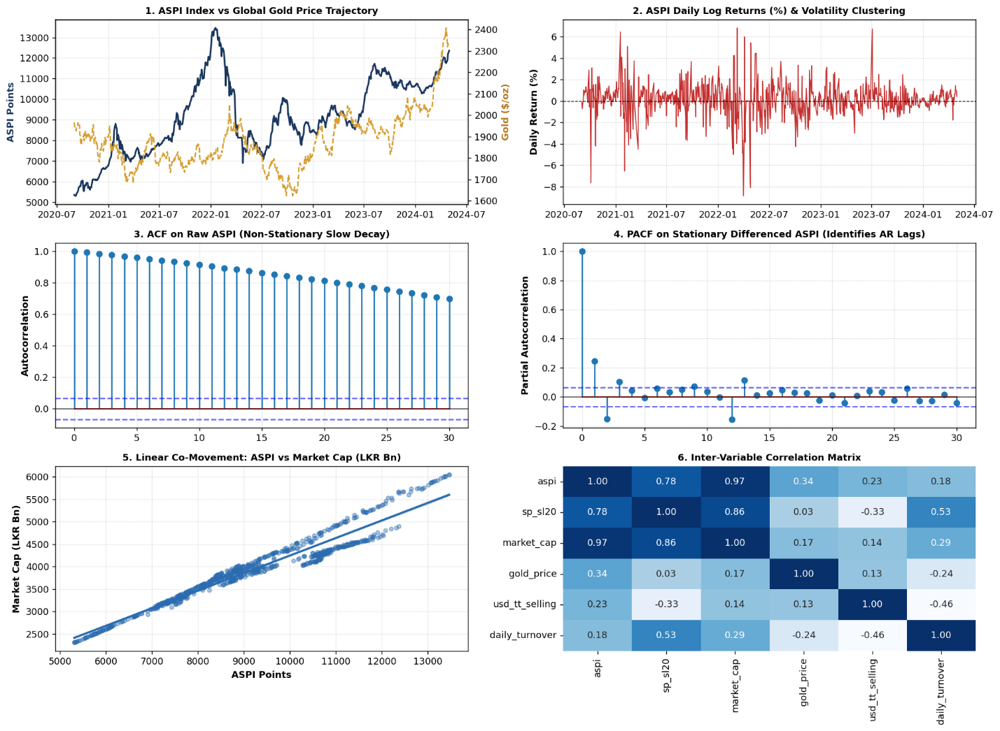 1. ASPI Index vs Global Gold Price Trajectory
ASPI Points
13000
12000
11000
10000
9000
8000
7000
6000
5000
2400
2300
2200
2100
2000
1900
1800
1700
1600
Gold ($/oz)
2020-07 2021-01 2021-07 2022-01 2022-07 2023-01 2023-07 2024-01 2024-07
2. ASPI Daily Log Returns (%) & Volatility Clustering
Daily Return (%)
6
4
2
0
−2
−4
−6
−8
2020-07 2021-01 2021-07 2022-01 2022-07 2023-01 2023-07 2024-01 2024-07
3. ACF on Raw ASPI (Non-Stationary Slow Decay)
Autocorrelation
1.0
0.8
0.6
0.4
0.2
0.0
0 5 10 15 20 25 30
4. PACF on Stationary Differenced ASPI (Identifies AR Lags)
Partial Autocorrelation
1.0
0.8
0.6
0.4
0.2
0.0
−0.2
0 5 10 15 20 25 30
5. Linear Co-Movement: ASPI vs Market Cap (LKR Bn)
Market Cap (LKR Bn)
6000
5500
5000
4500
4000
3500
3000
2500
5000 6000 7000 8000 9000 10000 11000 12000 13000
ASPI Points
6. Inter-Variable Correlation Matrix
aspi 1.00 0.78 0.97 0.34 0.23 0.18
sp_sl20 0.78 1.00 0.86 0.03 -0.33 0.53
market_cap 0.97 0.86 1.00 0.17 0.14 0.29
gold_price 0.34 0.03 0.17 1.00 0.13 -0.24
usd_tt_selling 0.23 -0.33 0.14 0.13 1.00 -0.46
daily_turnover 0.18 0.53 0.29 -0.24 -0.46 1.00
aspi
sp_sl20
market_cap
gold_price
usd_tt_selling
daily_turnover